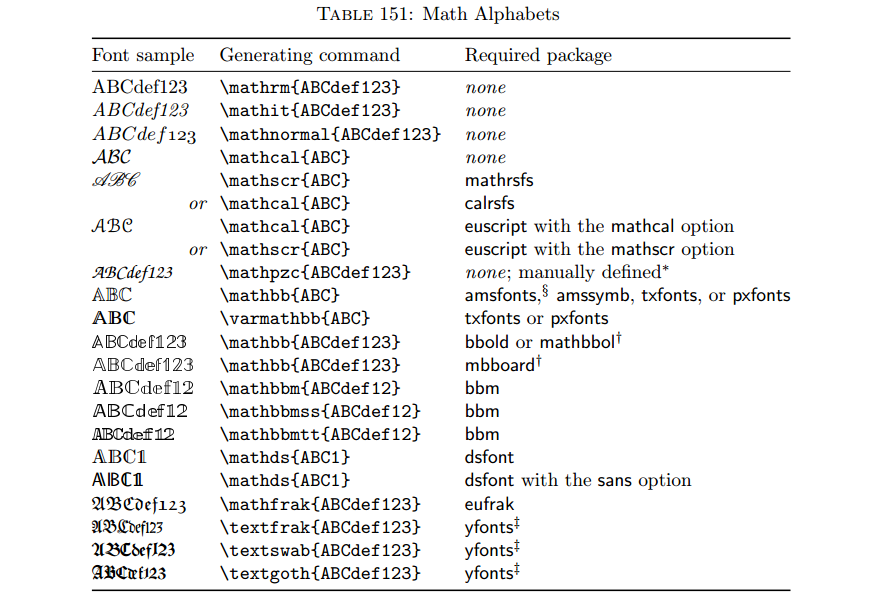 TABLE 151: Math Alphabets
Font sample Generating command Required package
ABCdef123 \mathrm{ABCdef123} none
ABCdef123 \mathit{ABCdef123} none
ABCdef123 \mathnormal{ABCdef123} none
ABC \mathcal{ABC} none
ABC \mathscr{ABC} mathrsfs
or \mathcal{ABC} calrsfs
ABC \mathcal{ABC} euscript with the mathcal option
or \mathscr{ABC} euscript with the mathscr option
ABCdef123 \mathpzc{ABCdef123} none; manually defined*
ABC \mathbb{ABC} amsfonts,§ amssymb, txfonts, or pxfonts
ABC \varmathbb{ABC} txfonts or pxfonts
ABCdef123 \mathbb{ABCdef123} bbold or mathbbol†
ABCdef123 \mathbb{ABCdef123} mbboard†
ABCdef12 \mathbbm{ABCdef12} bbm
ABCdef12 \mathbbmss{ABCdef12} bbm
ABCdef12 \mathbbmtt{ABCdef12} bbm
ABC1 \mathds{ABC1} dsfont
ABC1 \mathds{ABC1} dsfont with the sans option
ABCdef123 \mathfrak{ABCdef123} eufrak
ABCdef123 \textfrak{ABCdef123} yfonts‡
ABCdef123 \textswab{ABCdef123} yfonts‡
ABCdef123 \textgoth{ABCdef123} yfonts‡